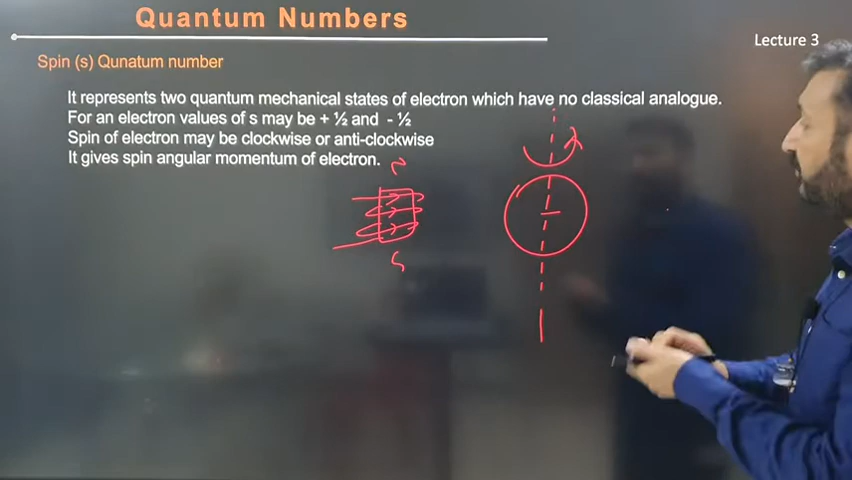 Quantum Numbers
Lecture 3
Spin (s) Qunatum number
It represents two quantum mechanical states of electron which have no classical analogue.
For an electron values of s may be + ½ and - ½
Spin of electron may be clockwise or anti-clockwise
It gives spin angular momentum of electron.